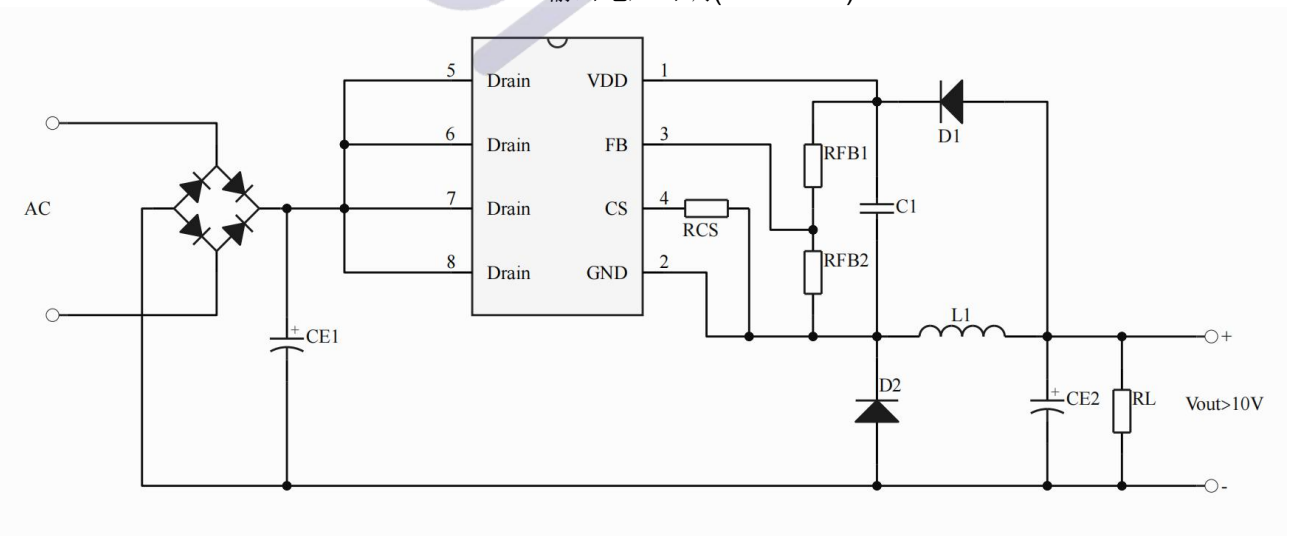 5 Drain VDD 1
D1
6 Drain FB 3
RFB1
AC
7 Drain CS 4
RCS
C1
8 Drain GND 2
RFB2
L1
+ CE1
+
D2
+ CE2
RL
Vout>10V
-